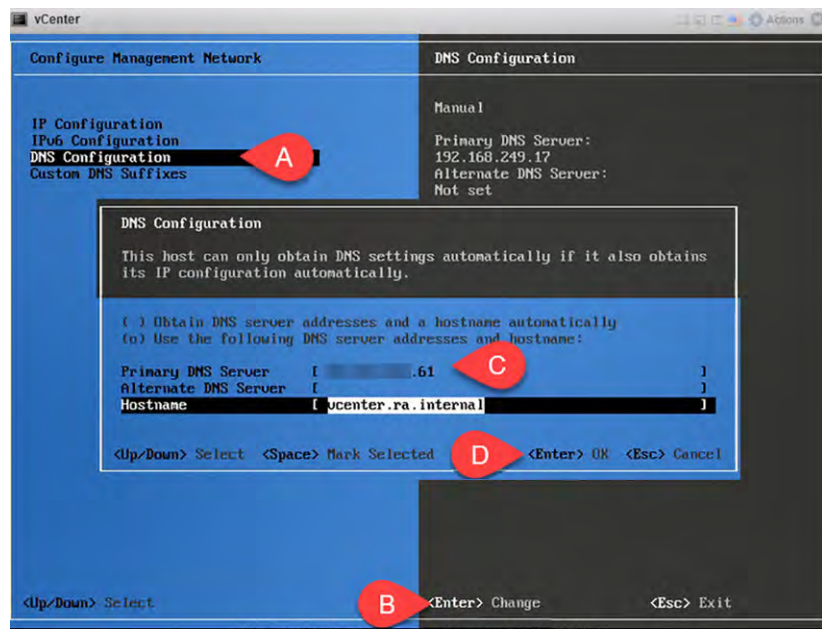 vCenter
Actions
Configure Management Network
DNS Configuration
IP Configuration
IPv6 Configuration
DNS Configuration
Custom DNS Suffixes
A
Manual
Primary DNS Server:
192.168.249.17
Alternate DNS Server:
Not set
DNS Configuration
This host can only obtain DNS settings automatically if it also obtains
its IP configuration automatically.
( ) Obtain DNS server addresses and a hostname automatically
(o) Use the following DNS server addresses and hostname:
Primary DNS Server [ .61 ]
C
Alternate DNS Server [ ]
Hostname [ vcenter.ra.internal ]
<Up/Down> Select <Space> Mark Selected D <Enter> OK <Esc> Cancel
<Up/Down> Select B <Enter> Change <Esc> Exit